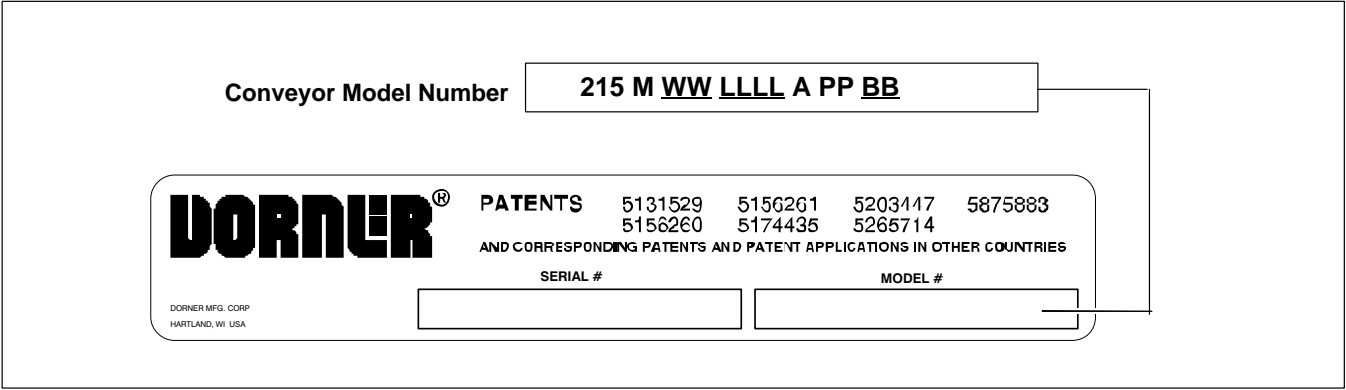 Conveyor Model Number 215 M WW LLLL A PP BB
DORNER® PATENTS 5131529 5156261 5203447 5875883
5156260 5174435 5265714
AND CORRESPONDING PATENTS AND PATENT APPLICATIONS IN OTHER COUNTRIES
SERIAL # MODEL #
DORNER MFG. CORP
HARTLAND, WI USA